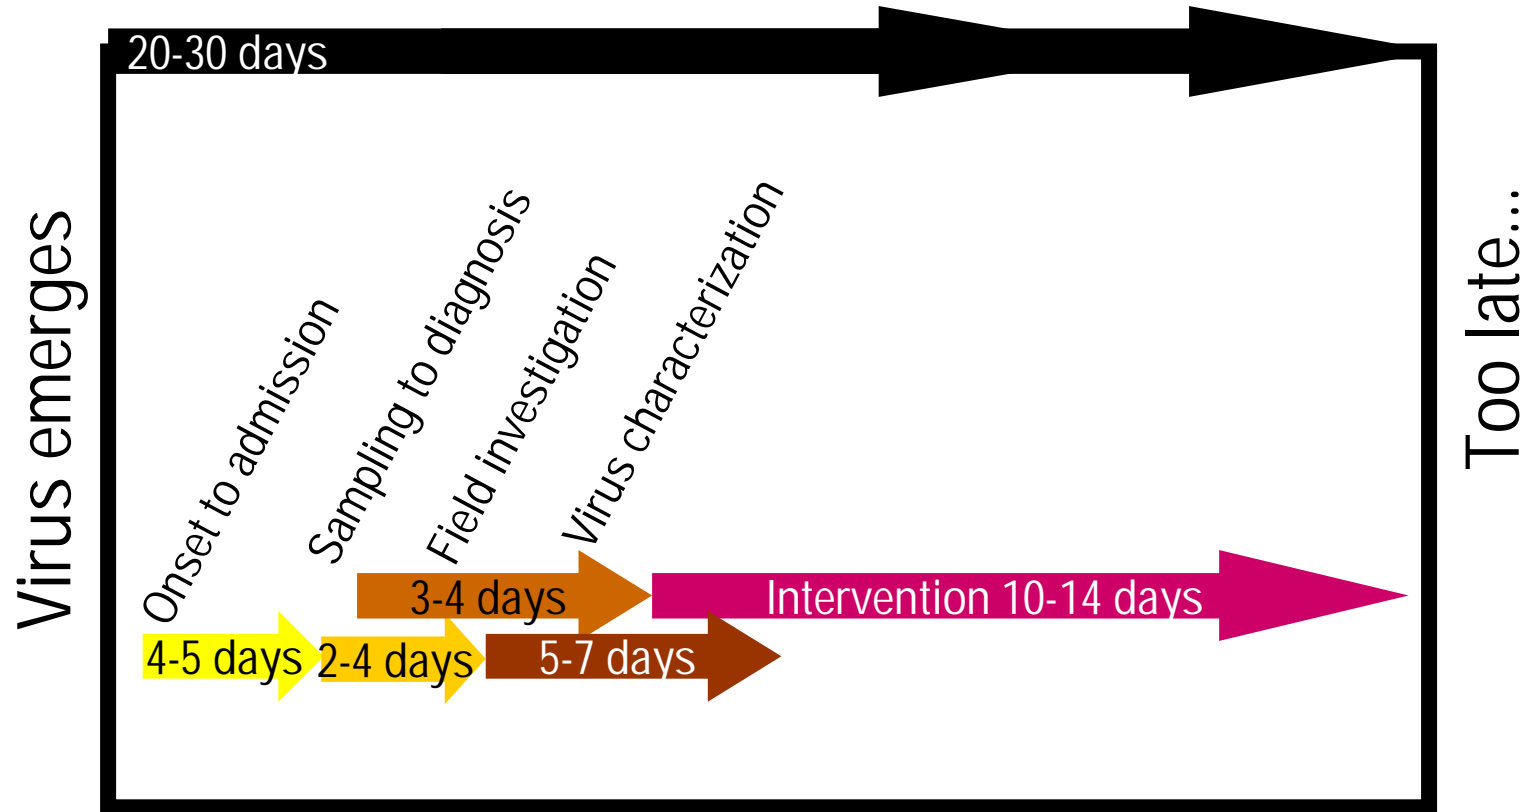 20-30 days
Virus emerges
Onset to admission
Sampling to diagnosis
Field investigation
Virus characterization
Too late...
3-4 days
Intervention 10-14 days
4-5 days
2-4 days
5-7 days